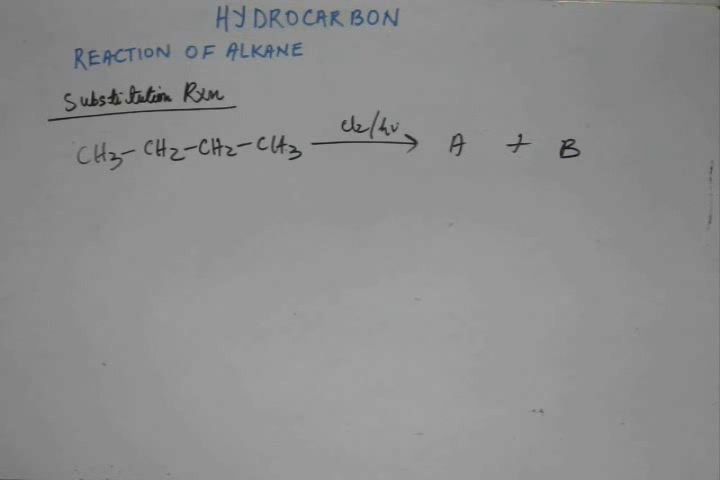 HYDROCARBON
REACTION OF ALKANE
Substitution Rxn
CH3-CH2-CH2-CH3 Cl2/hν → A + B